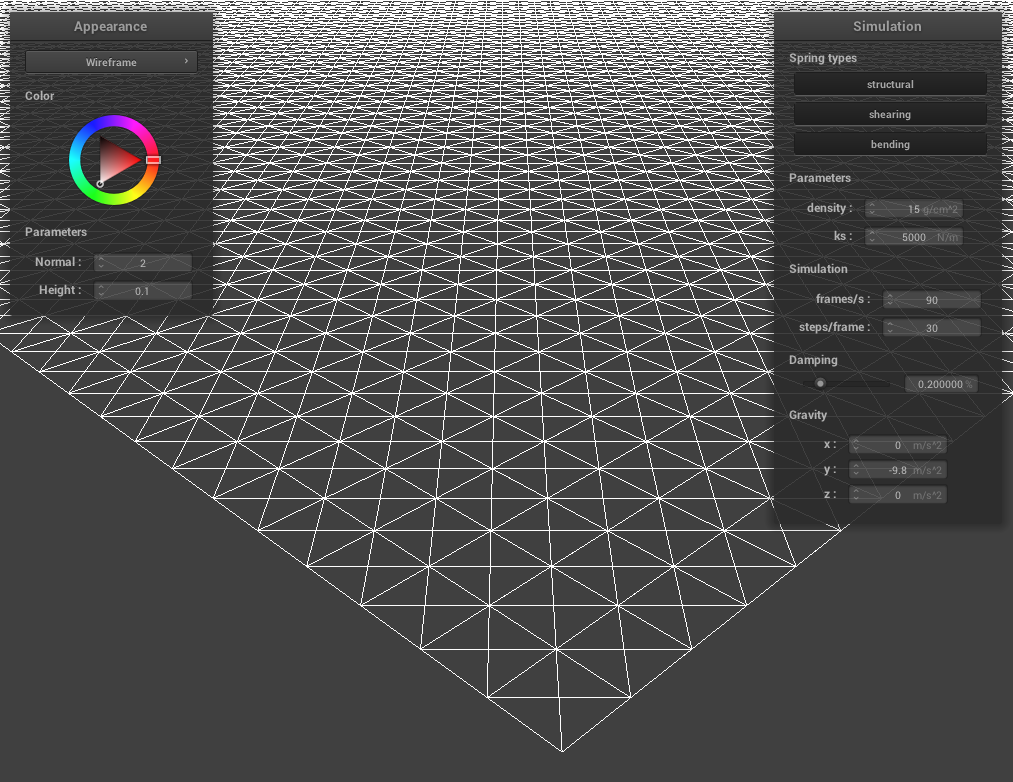 Appearance
Wireframe
Color
Parameters
Normal : 2
Height : 0.1
Simulation
Spring types
structural
shearing
bending
Parameters
density : 15 g/cm^2
ks : 5000 N/m
Simulation
frames/s : 90
steps/frame : 30
Damping
0.200000 %
Gravity
x : 0 m/s^2
y : -9.8 m/s^2
z : 0 m/s^2